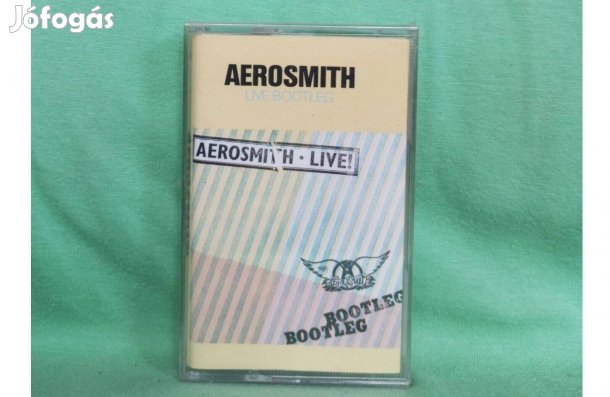 Jófogás
AEROSMITH
LIVE BOOTLEG
AEROSMITH • LIVE!
AEROSMITH
BOOTLEG
BOOTLEG